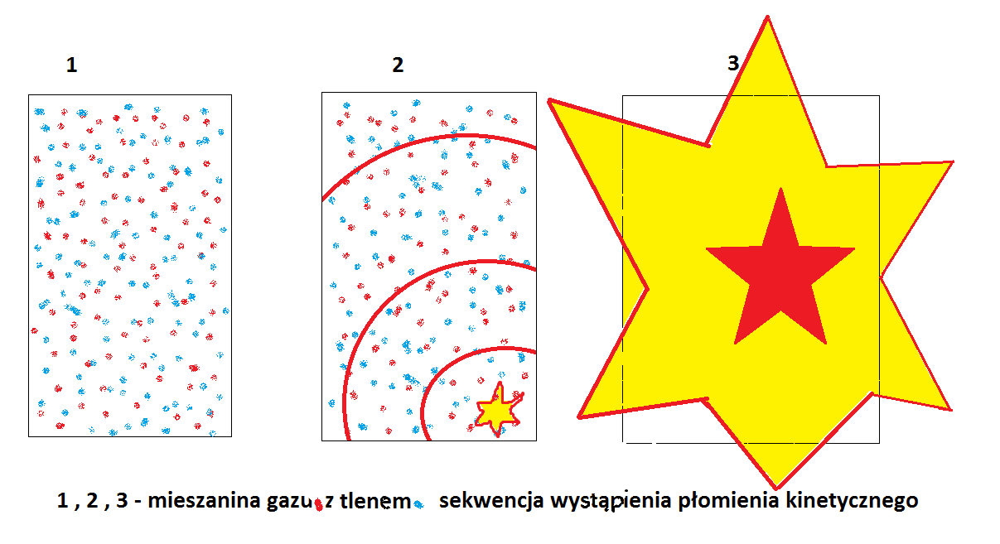 1
2
3
1 , 2 , 3 - mieszanina gazu z tlenem sekwencja wystąpienia płomienia kinetycznego